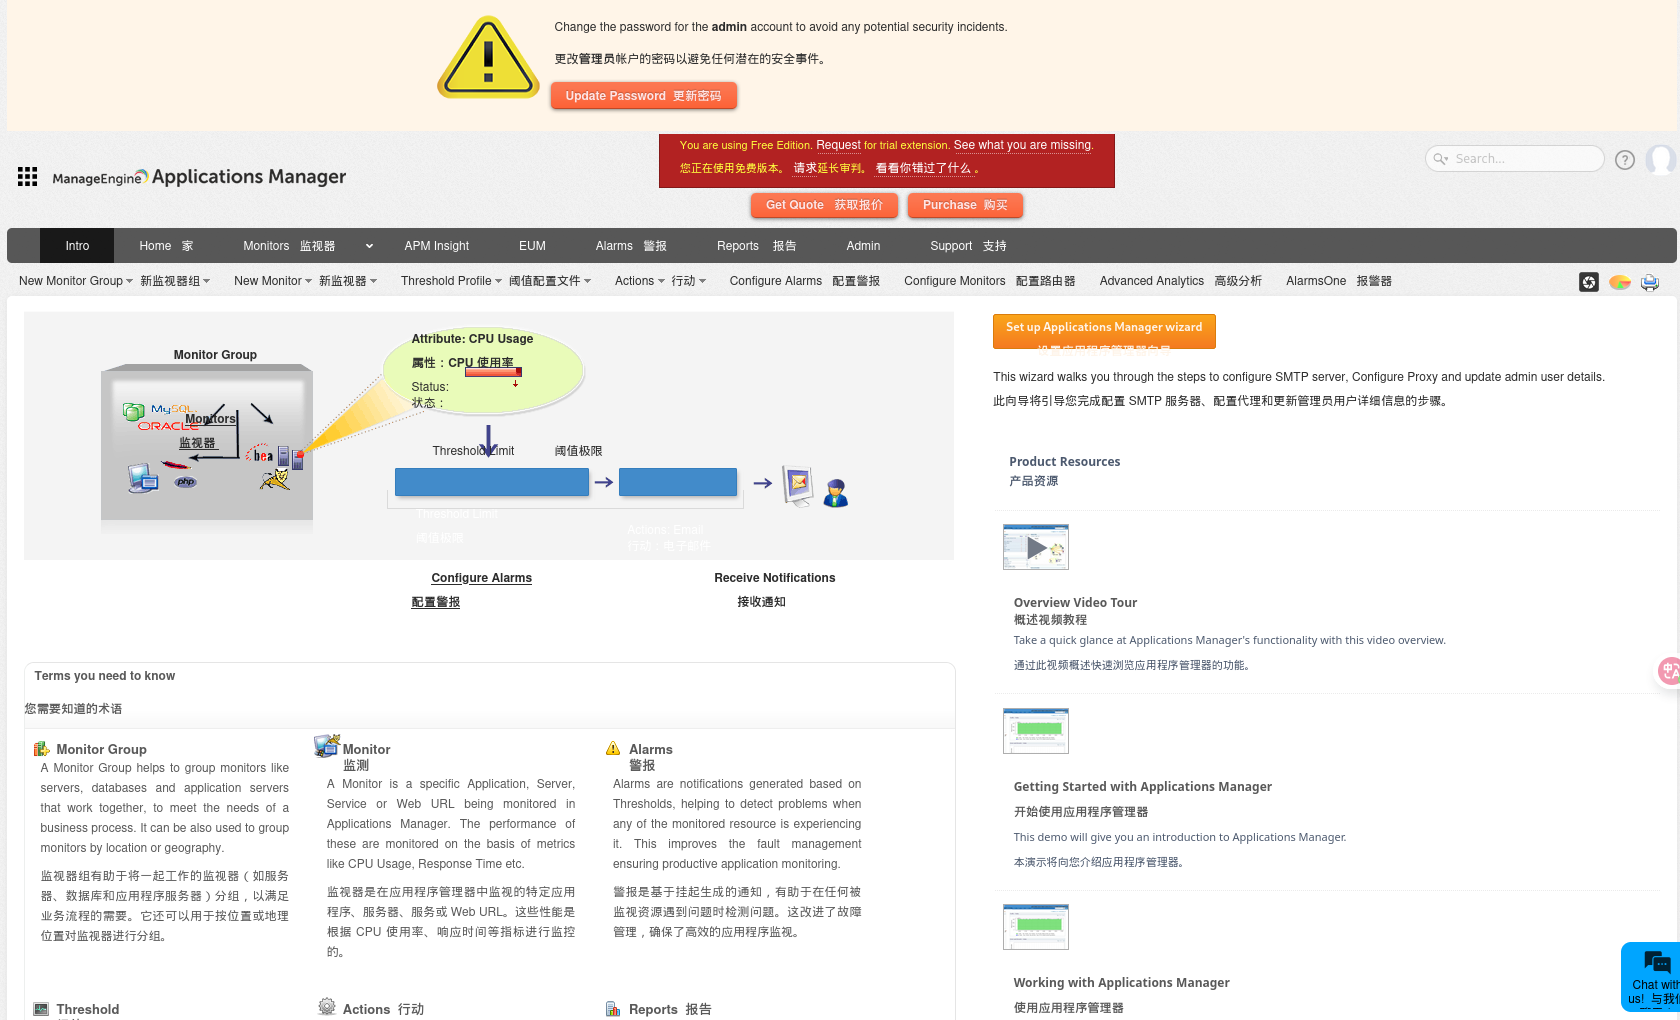 Change the password for the admin account to avoid any potential security incidents.
更改管理员帐户的密码以避免任何潜在的安全事件。
Update Password 更新密码
You are using Free Edition. Request for trial extension. See what you are missing.
您正在使用免费版本。 请求延长审判。 看看你错过了什么 。
ManageEngine Applications Manager
Search...
?
Get Quote 获取报价
Purchase 购买
Intro
Home 家
Monitors 监视器
APM Insight
EUM
Alarms 警报
Reports 报告
Admin
Support 支持
New Monitor Group 新监视器组
New Monitor 新监视器
Threshold Profile 阈值配置文件
Actions 行动
Configure Alarms 配置警报
Configure Monitors 配置路由器
Advanced Analytics 高级分析
AlarmsOne 报警器
Monitor Group
MySQL
ORACLE
Monitors
监视器
bea
php
Attribute: CPU Usage
属性：CPU 使用率
Status:
状态：
Threshold Limit 阈值极限
Threshold Limit
阈值极限
Actions: Email
行动：电子邮件
Configure Alarms
配置警报
Receive Notifications
接收通知
Set up Applications Manager wizard
设置应用程序管理器向导
This wizard walks you through the steps to configure SMTP server, Configure Proxy and update admin user details.
此向导将引导您完成配置 SMTP 服务器、配置代理和更新管理员用户详细信息的步骤。
Product Resources
产品资源
Overview Video Tour
概述视频教程
Take a quick glance at Applications Manager's functionality with this video overview.
通过此视频概述快速浏览应用程序管理器的功能。
Getting Started with Applications Manager
开始使用应用程序管理器
This demo will give you an introduction to Applications Manager.
本演示将向您介绍应用程序管理器。
Working with Applications Manager
使用应用程序管理器
Terms you need to know
您需要知道的术语
Monitor Group
A Monitor Group helps to group monitors like
servers, databases and application servers
that work together, to meet the needs of a
business process. It can be also used to group
monitors by location or geography.
监视器组有助于将一起工作的监视器（如服务
器、数据库和应用程序服务器）分组，以满足
业务流程的需要。它还可以用于按位置或地理
位置对监视器进行分组。
Monitor
监测
A Monitor is a specific Application, Server,
Service or Web URL being monitored in
Applications Manager. The performance of
these are monitored on the basis of metrics
like CPU Usage, Response Time etc.
监视器是在应用程序管理器中监视的特定应用
程序、服务器、服务或 Web URL。这些性能是
根据 CPU 使用率、响应时间等指标进行监控
的。
Alarms
警报
Alarms are notifications generated based on
Thresholds, helping to detect problems when
any of the monitored resource is experiencing
it. This improves the fault management
ensuring productive application monitoring.
警报是基于挂起生成的通知，有助于在任何被
监视资源遇到问题时检测问题。这改进了故障
管理，确保了高效的应用程序监视。
Threshold
Actions 行动
Reports 报告
Chat with
us! 与我们